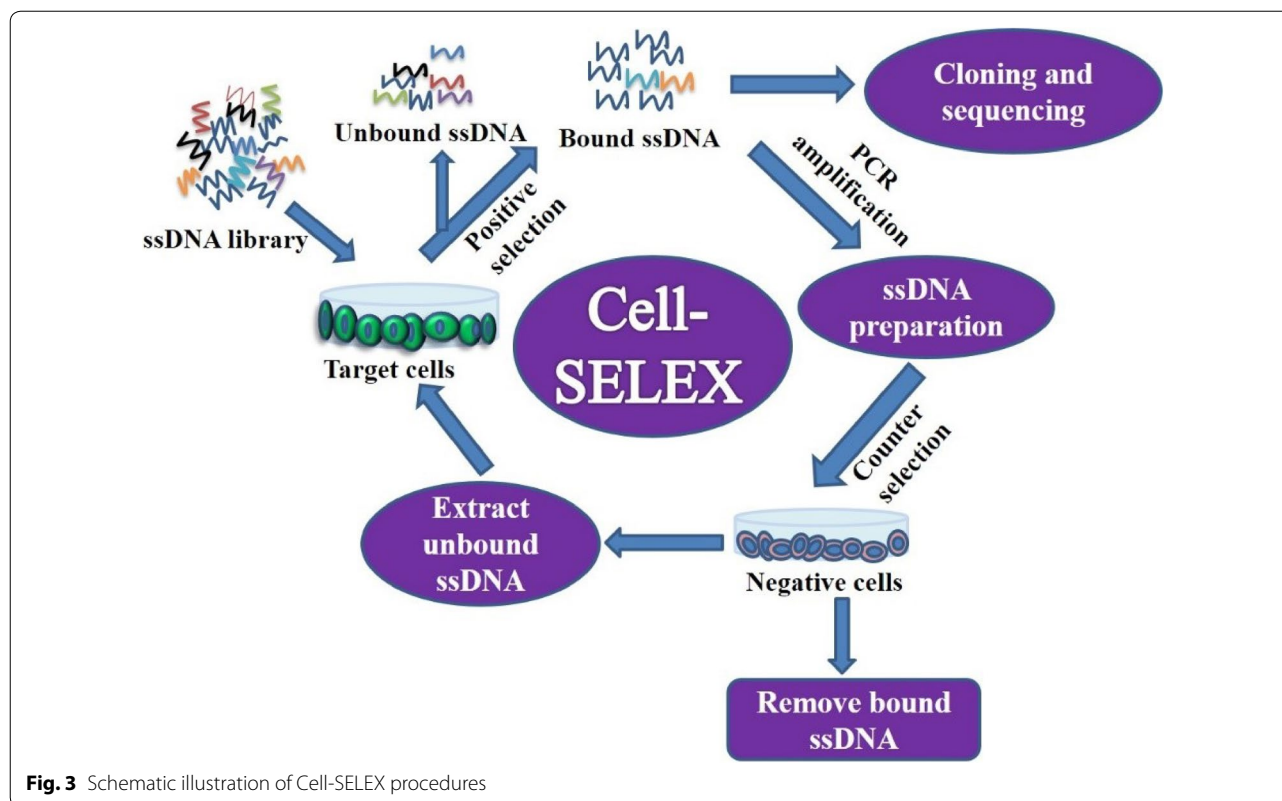 ssDNA library
Unbound ssDNA
Bound ssDNA
Cloning and
sequencing
Positive
selection
PCR
amplification
Target cells
Cell-
SELEX
ssDNA
preparation
Counter
selection
Negative cells
Extract
unbound
ssDNA
Remove bound
ssDNA
Fig. 3 Schematic illustration of Cell-SELEX procedures